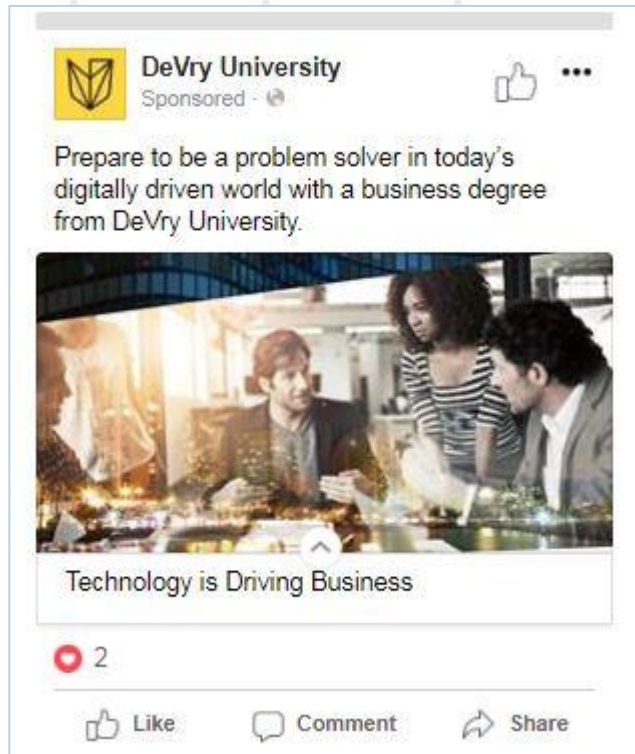 DeVry University
Sponsored ·
Prepare to be a problem solver in today's
digitally driven world with a business degree
from DeVry University.
Technology is Driving Business
2
Like Comment Share